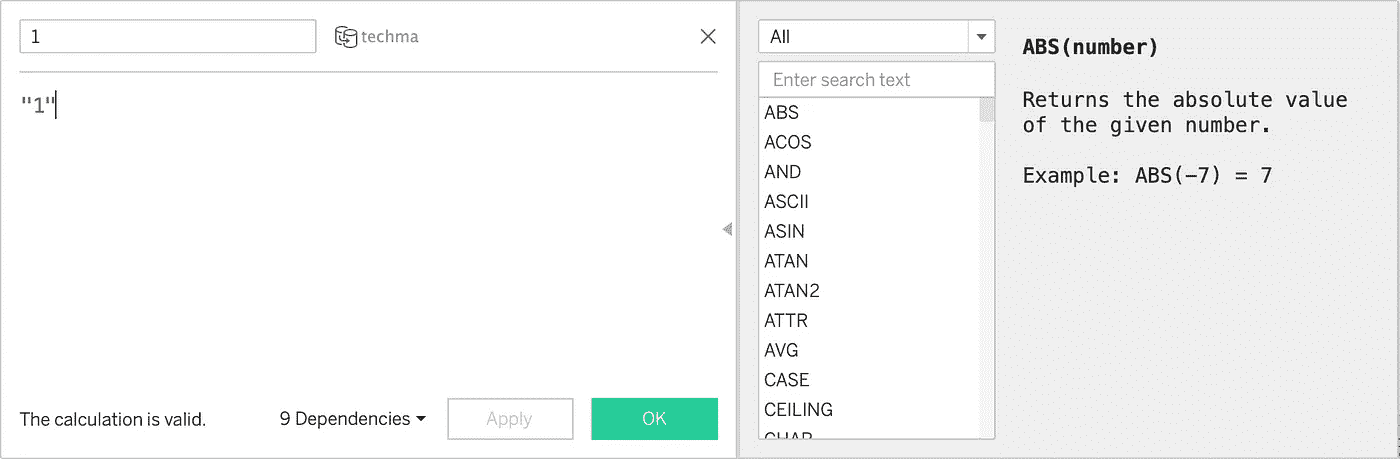 1
techma
"1"
The calculation is valid.
9 Dependencies
Apply
OK
All
Enter search text
ABS
ACOS
AND
ASCII
ASIN
ATAN
ATAN2
ATTR
AVG
CASE
CEILING
CHAR
ABS(number)
Returns the absolute value
of the given number.
Example: ABS(-7) = 7